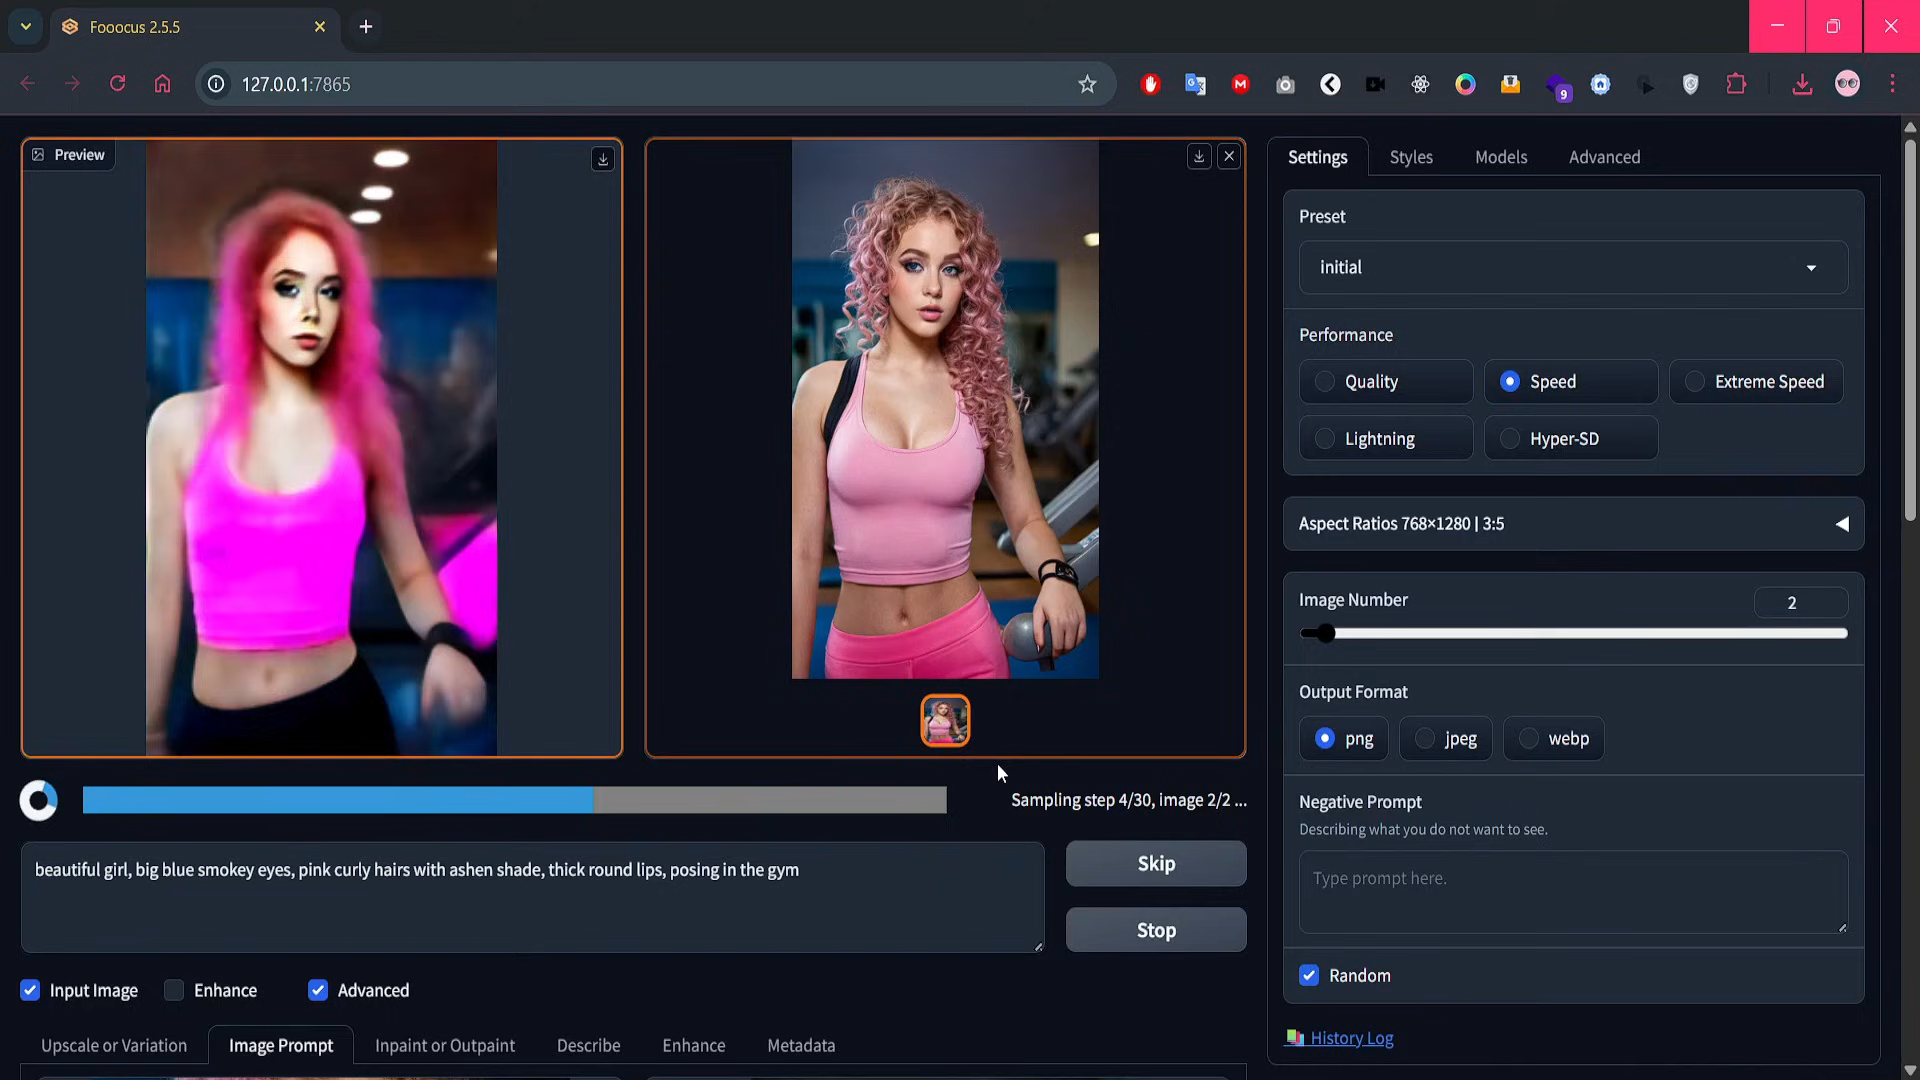 Fooocus 2.5.5
127.0.0.1:7865
9
Preview
Settings
Styles
Models
Advanced
Preset
initial
Performance
Quality
Speed
Extreme Speed
Lightning
Hyper-SD
Aspect Ratios 768×1280 | 3:5
Image Number
2
Output Format
png
jpeg
webp
Sampling step 4/30, image 2/2 ...
Negative Prompt
Describing what you do not want to see.
beautiful girl, big blue smokey eyes, pink curly hairs with ashen shade, thick round lips, posing in the gym
Skip
Type prompt here.
Stop
Random
Input Image
Enhance
Advanced
History Log
Upscale or Variation
Image Prompt
Inpaint or Outpaint
Describe
Enhance
Metadata